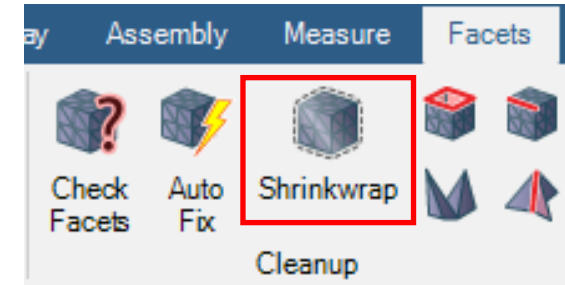 ay Assembly Measure Facets
Check Facets
Auto Fix
Shrinkwrap
Cleanup